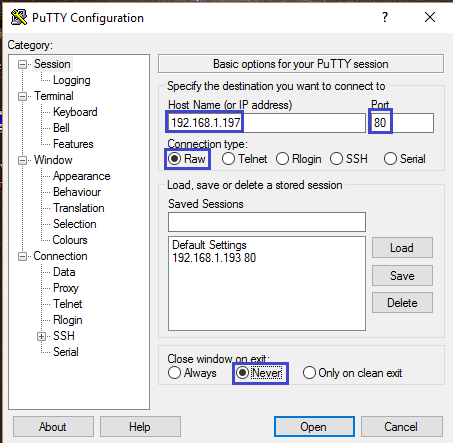 PuTTY Configuration
Category:
Session
Logging
Terminal
Keyboard
Bell
Features
Window
Appearance
Behaviour
Translation
Selection
Colours
Connection
Data
Proxy
Telnet
Rlogin
SSH
Serial
Basic options for your PuTTY session
Specify the destination you want to connect to
Host Name (or IP address) Port
192.168.1.197 80
Connection type:
Raw Telnet Rlogin SSH Serial
Load, save or delete a stored session
Saved Sessions
Default Settings
192.168.1.193 80
Load
Save
Delete
Close window on exit:
Always Never Only on clean exit
About Help Open Cancel